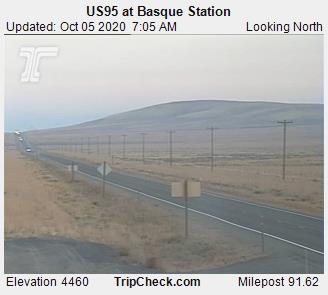 US95 at Basque Station
Updated: Oct 05 2020 7:05 AM Looking North
Elevation 4460 TripCheck.com Milepost 91.62